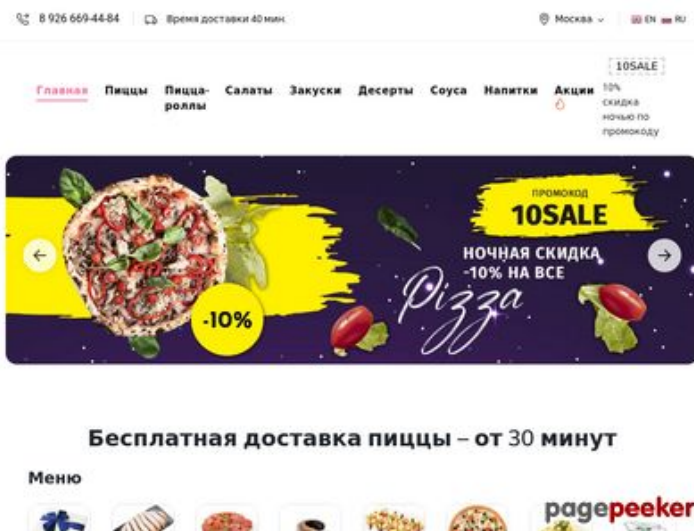 8 926 669-44-84
Время доставки 40 мин.
Москва
EN
RU
Главная
Пиццы
Пицца-роллы
Салаты
Закуски
Десерты
Соуса
Напитки
Акции
10SALE
10%
скидка
ночью по
промокоду
ПРОМОКОД
10SALE
НОЧНАЯ СКИДКА
-10% НА ВСЕ
Pizza
-10%
Бесплатная доставка пиццы – от 30 минут
Меню
pagepeeker